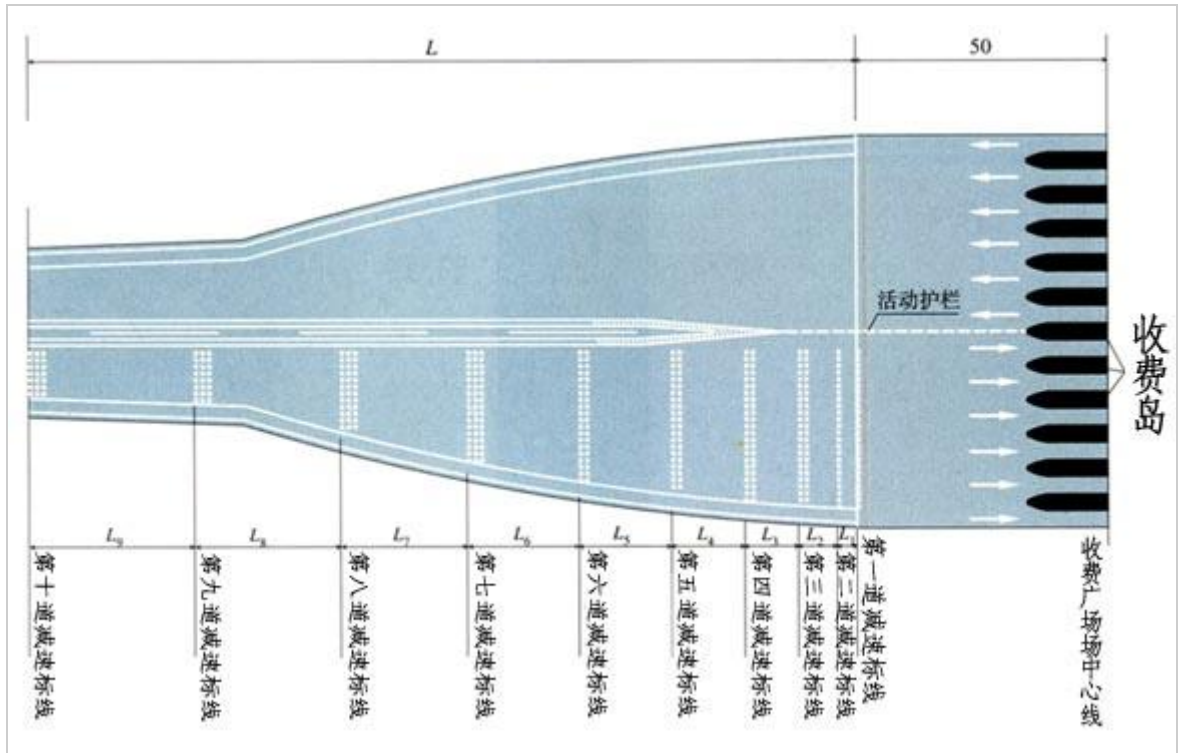 L
50
活动护栏
收费岛
L₉
L₈
L₇
L₆
L₅
L₄
L₃
L₂
L₁
第十道减速标线
第九道减速标线
第八道减速标线
第七道减速标线
第六道减速标线
第五道减速标线
第四道减速标线
第三道减速标线
第二道减速标线
第一道减速标线
收费广场场中心线